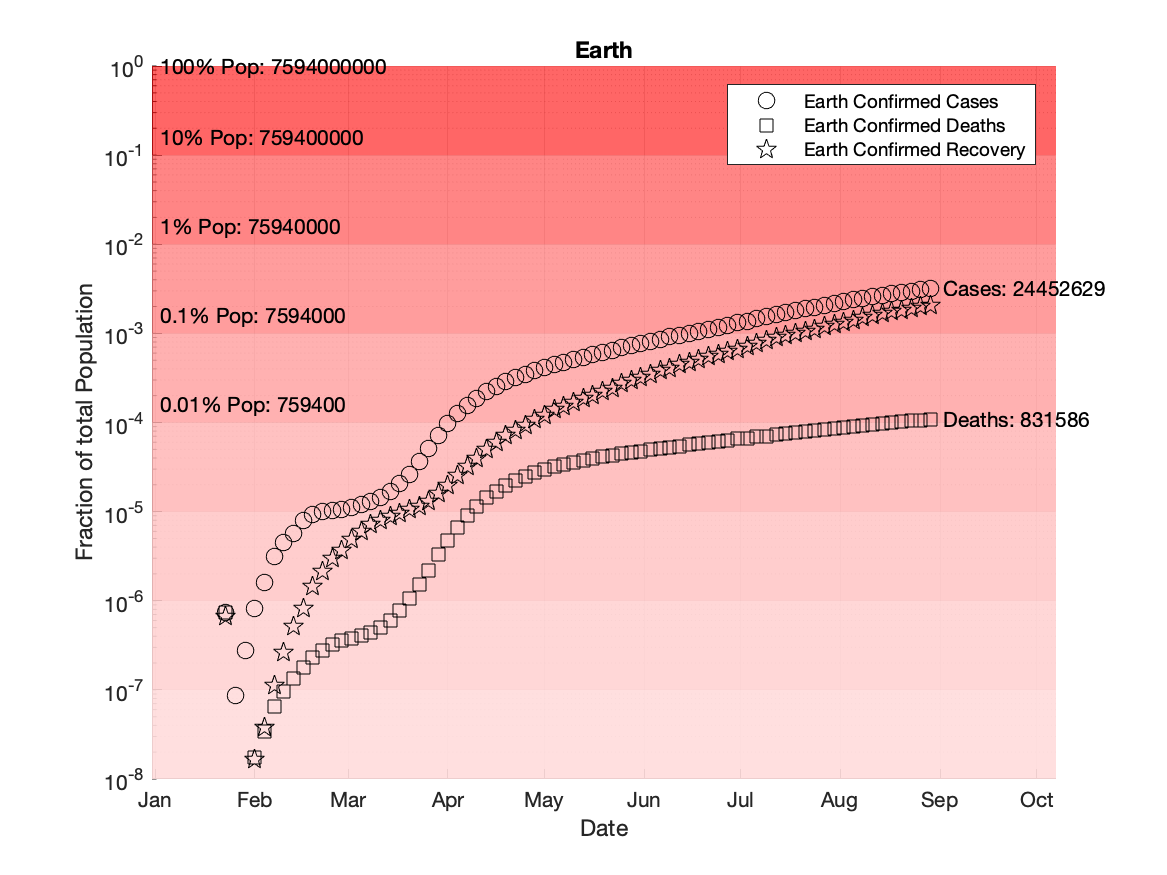 Earth
10^0
100% Pop: 7594000000
Earth Confirmed Cases
Earth Confirmed Deaths
Earth Confirmed Recovery
10% Pop: 759400000
10^-1
1% Pop: 75940000
10^-2
Cases: 24452629
0.1% Pop: 7594000
10^-3
0.01% Pop: 759400
10^-4
Deaths: 831586
10^-5
10^-6
10^-7
10^-8
Fraction of total Population
Jan Feb Mar Apr May Jun Jul Aug Sep Oct
Date